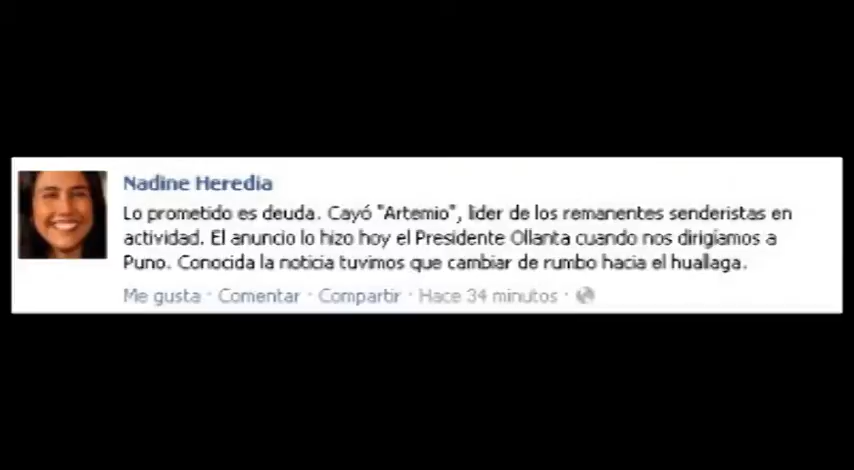 Nadine Heredia
Lo prometido es deuda. Cayó "Artemio", lider de los remanentes senderistas en
actividad. El anuncio lo hizo hoy el Presidente Ollanta cuando nos dirigíamos a
Puno. Conocida la noticia tuvimos que cambiar de rumbo hacia el huallaga.
Me gusta · Comentar · Compartir · Hace 34 minutos ·